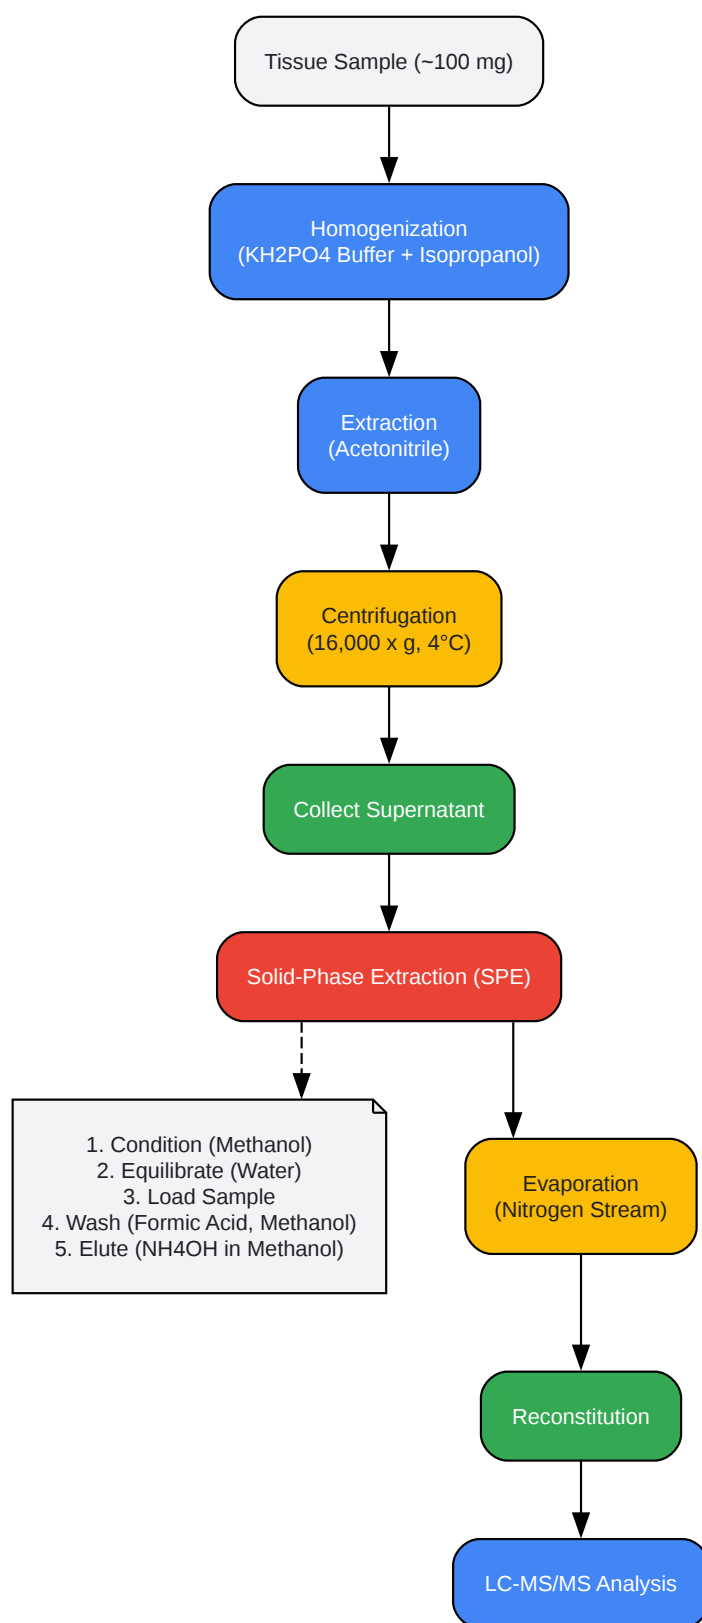 Tissue Sample (~100 mg)
Homogenization
(KH2PO4 Buffer + Isopropanol)
Extraction
(Acetonitrile)
Centrifugation
(16,000 x g, 4°C)
Collect Supernatant
Solid-Phase Extraction (SPE)
1. Condition (Methanol)
2. Equilibrate (Water)
3. Load Sample
4. Wash (Formic Acid, Methanol)
5. Elute (NH4OH in Methanol)
Evaporation
(Nitrogen Stream)
Reconstitution
LC-MS/MS Analysis